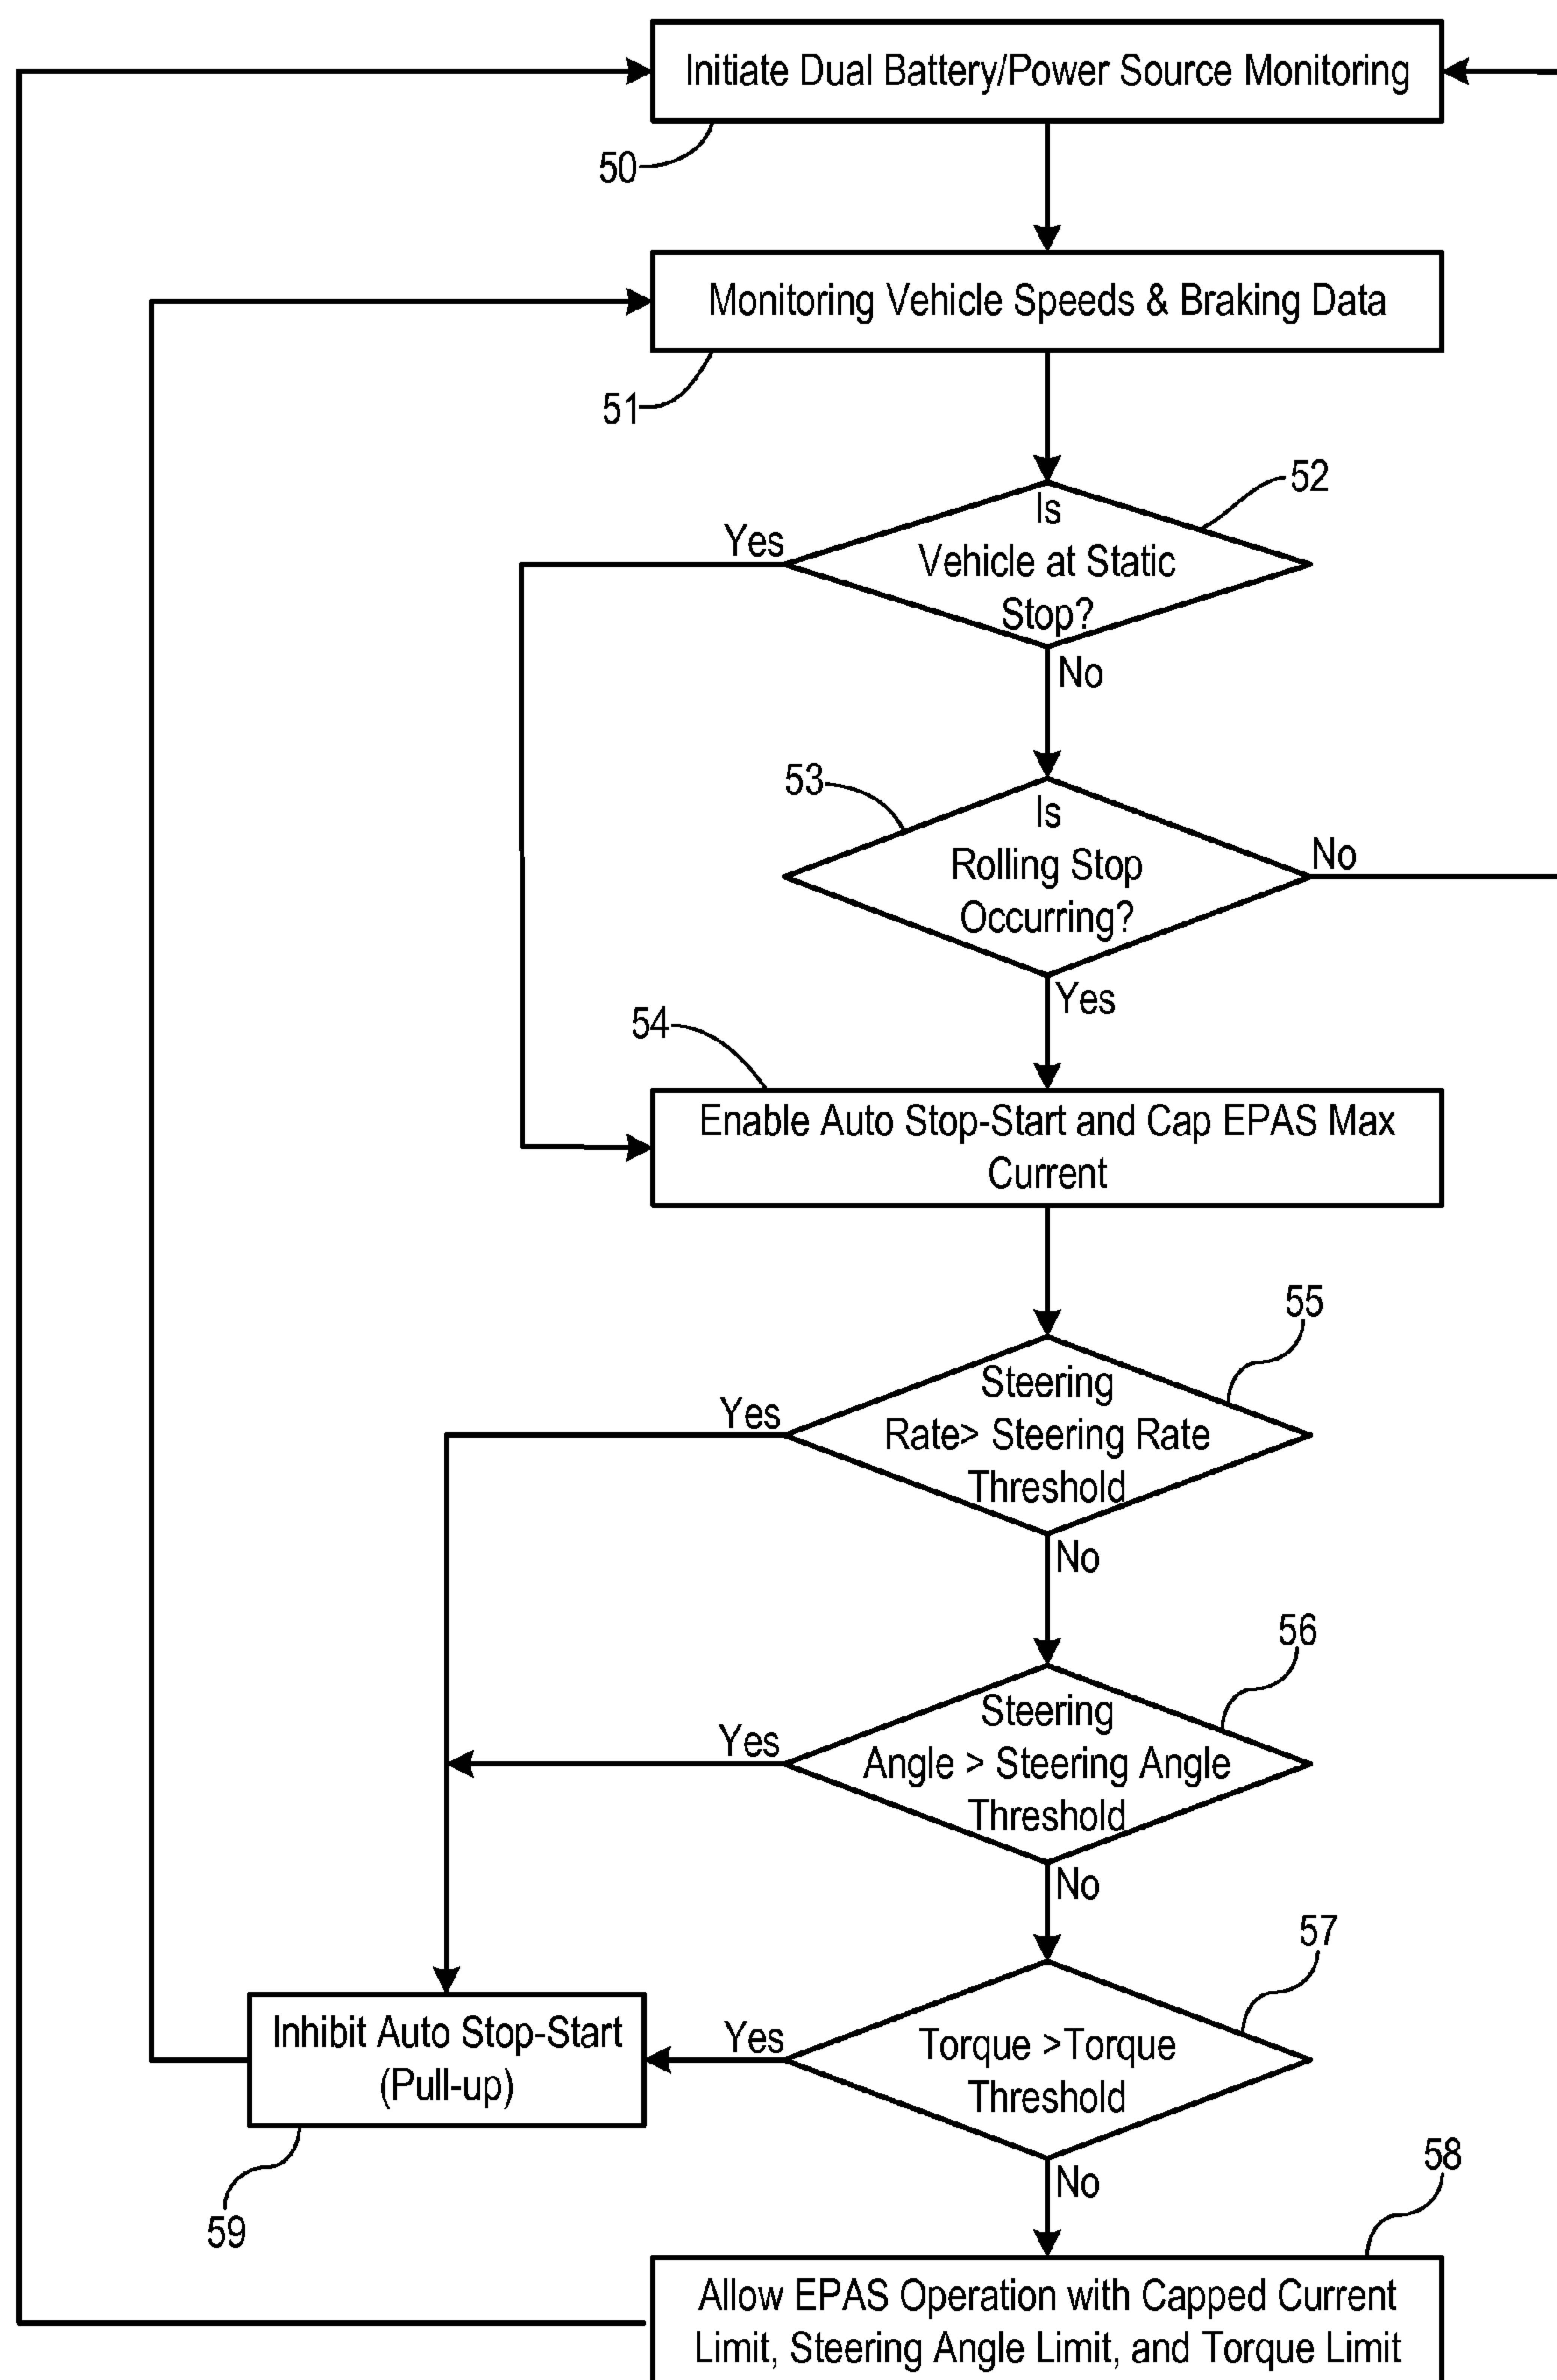 Initiate Dual Battery/Power Source Monitoring
50
Monitoring Vehicle Speeds & Braking Data
51
52
Is
Vehicle at Static
Stop?
Yes
No
53
Is
Rolling Stop
Occurring?
No
Yes
54
Enable Auto Stop-Start and Cap EPAS Max
Current
55
Steering
Rate> Steering Rate
Threshold
Yes
No
56
Steering
Angle > Steering Angle
Threshold
Yes
No
57
Torque >Torque
Threshold
Yes
No
Inhibit Auto Stop-Start
(Pull-up)
59
58
Allow EPAS Operation with Capped Current
Limit, Steering Angle Limit, and Torque Limit